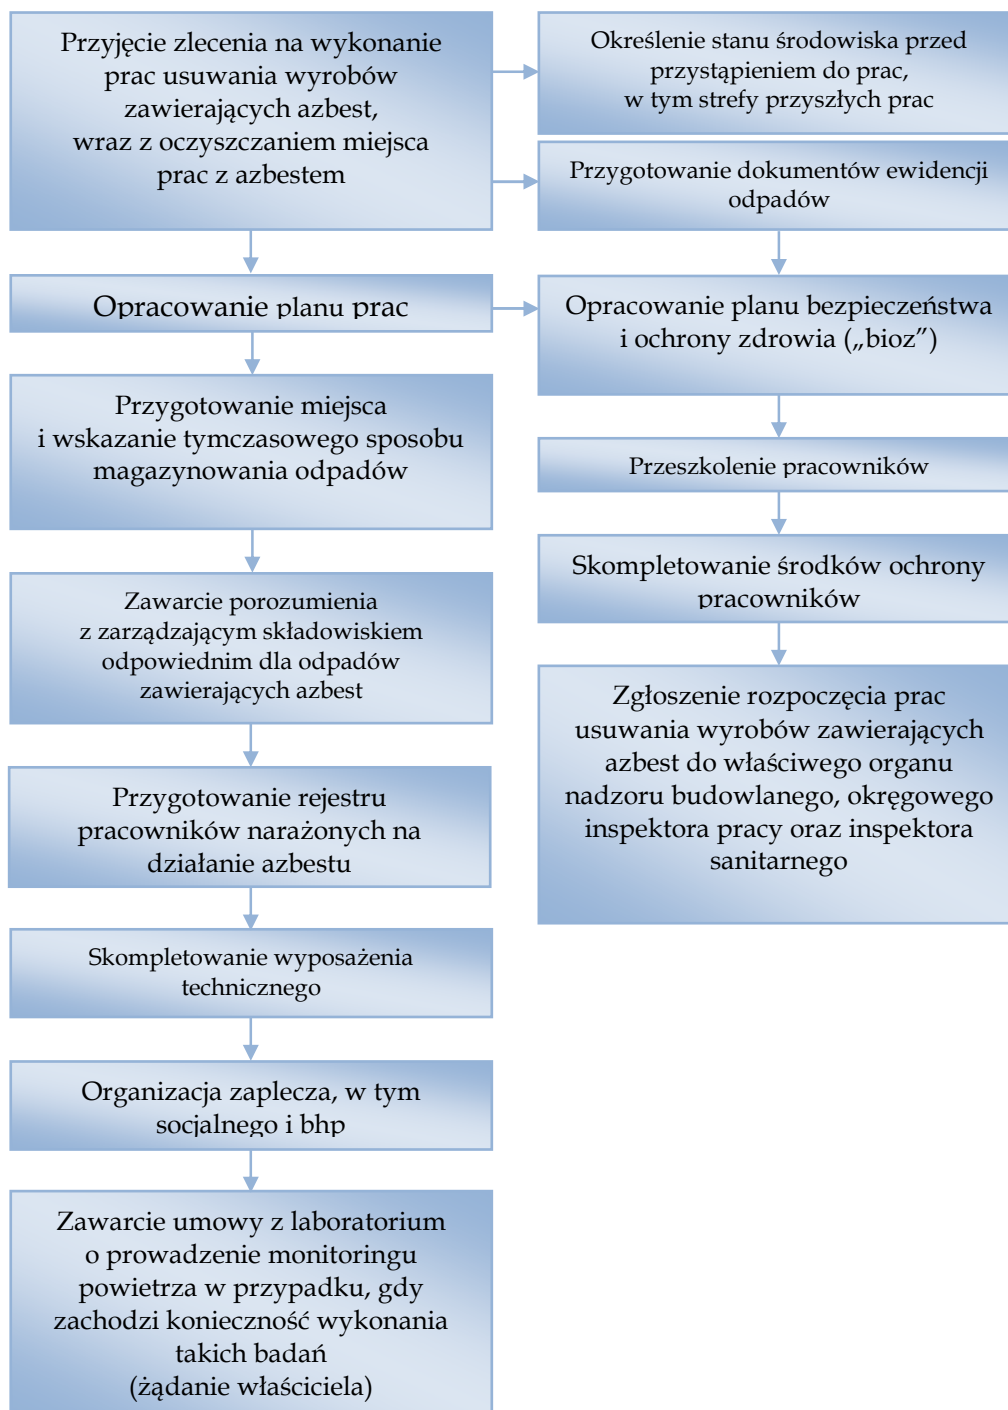 Przyjęcie zlecenia na wykonanie
prac usuwania wyrobów
zawierających azbest,
wraz z oczyszczaniem miejsca
prac z azbestem
Określenie stanu środowiska przed
przystąpieniem do prac,
w tym strefy przyszłych prac
Przygotowanie dokumentów ewidencji
odpadów
Opracowanie planu prac
Opracowanie planu bezpieczeństwa
i ochrony zdrowia („bioz”)
Przygotowanie miejsca
i wskazanie tymczasowego sposobu
magazynowania odpadów
Przeszkolenie pracowników
Skompletowanie środków ochrony
pracowników
Zawarcie porozumienia
z zarządzającym składowiskiem
odpowiednim dla odpadów
zawierających azbest
Zgłoszenie rozpoczęcia prac
usuwania wyrobów zawierających
azbest do właściwego organu
nadzoru budowlanego, okręgowego
inspektora pracy oraz inspektora
sanitarnego
Przygotowanie rejestru
pracowników narażonych na
działanie azbestu
Skompletowanie wyposażenia
technicznego
Organizacja zaplecza, w tym
socjalnego i bhp
Zawarcie umowy z laboratorium
o prowadzenie monitoringu
powietrza w przypadku, gdy
zachodzi konieczność wykonania
takich badań
(żądanie właściciela)